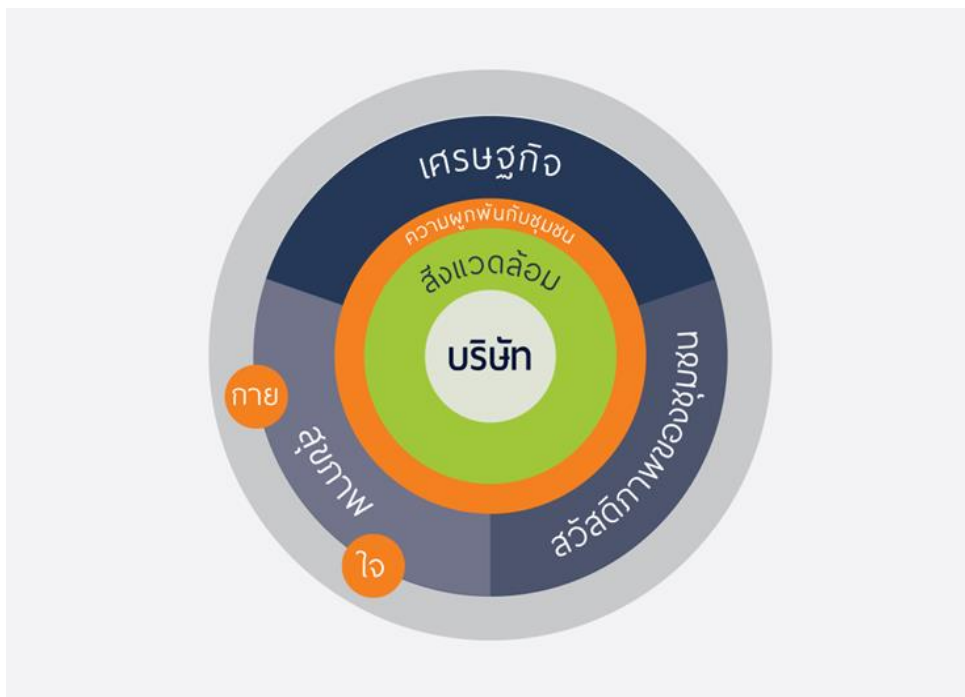 เศรษฐกิจ
ความผูกพันกับชุมชน
สิ่งแวดล้อม
บริษัท
กาย
สุขภาพ
ใจ
สวัสดิภาพของชุมชน